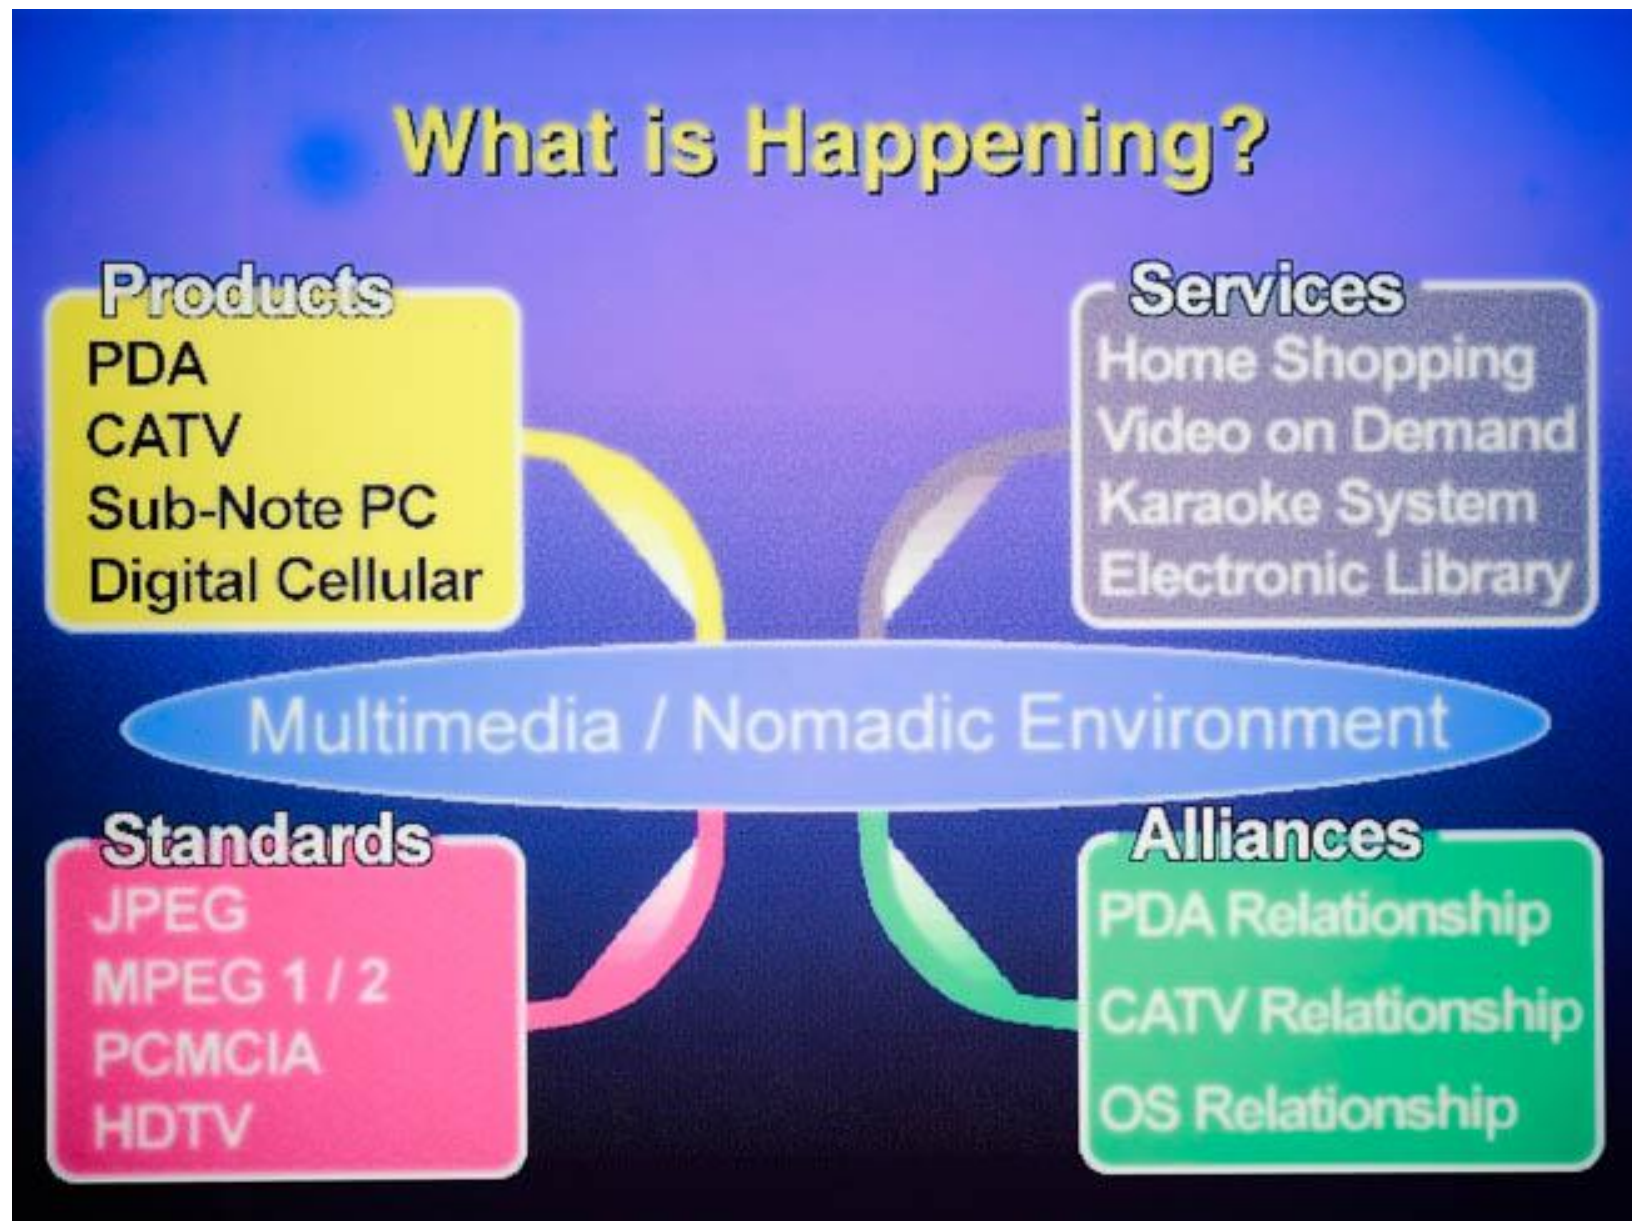 What is Happening?
Products
PDA
CATV
Sub-Note PC
Digital Cellular
Services
Home Shopping
Video on Demand
Karaoke System
Electronic Library
Multimedia / Nomadic Environment
Standards
JPEG
MPEG 1 / 2
PCMCIA
HDTV
Alliances
PDA Relationship
CATV Relationship
OS Relationship